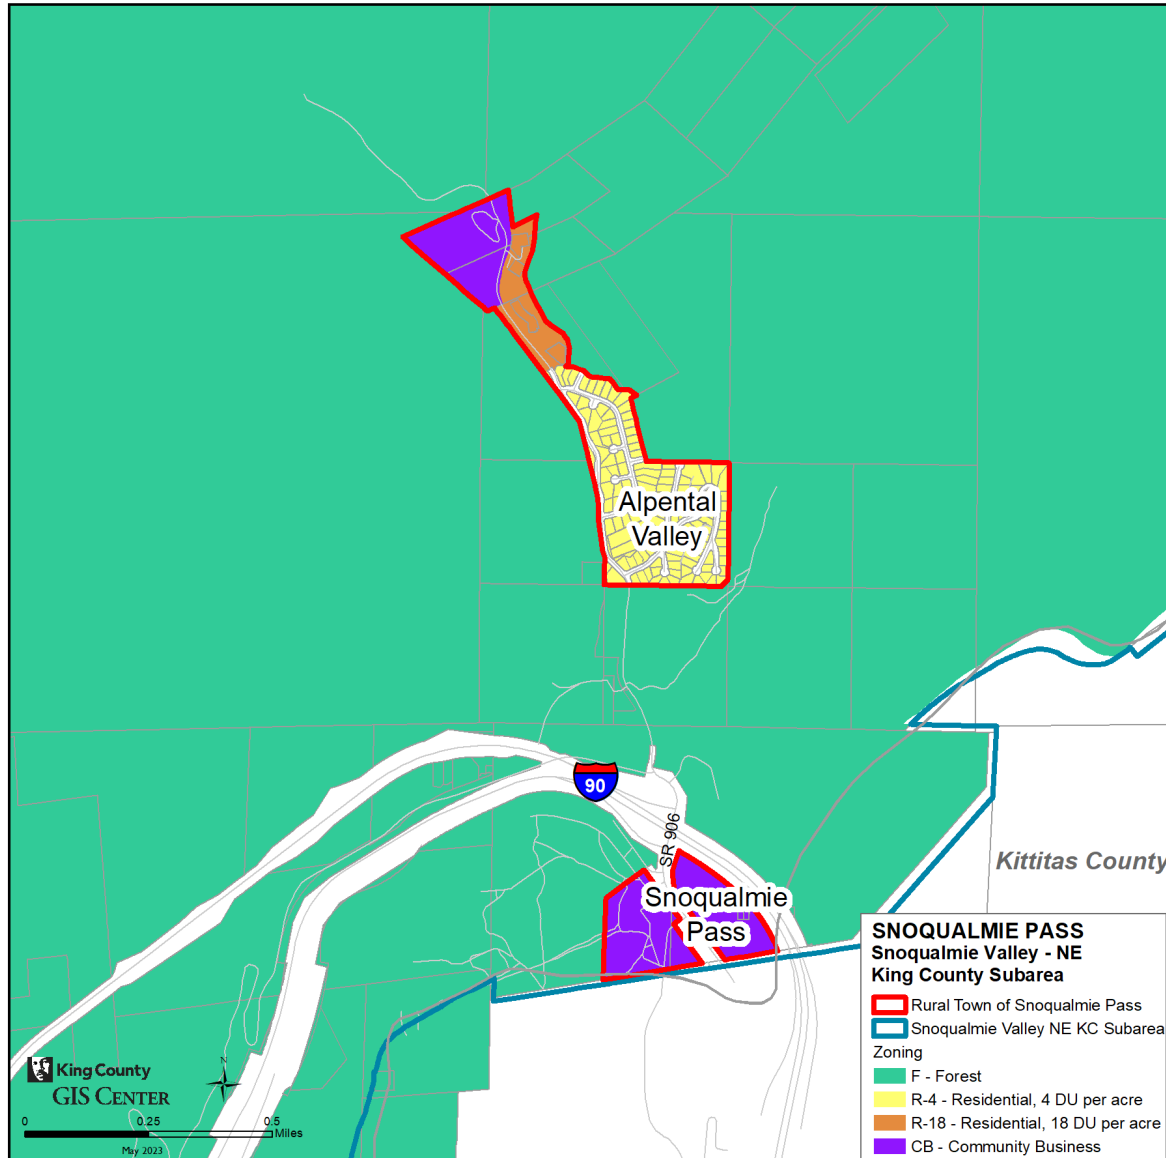 Alpental
Valley
90
SR 906
Snoqualmie
Pass
Kittitas County
SNOQUALMIE PASS
Snoqualmie Valley - NE
King County Subarea
Rural Town of Snoqualmie Pass
Snoqualmie Valley NE KC Subarea
Zoning
F - Forest
R-4 - Residential, 4 DU per acre
R-18 - Residential, 18 DU per acre
CB - Community Business
King County
GIS CENTER
N
0 0.25 0.5
Miles
May 2023